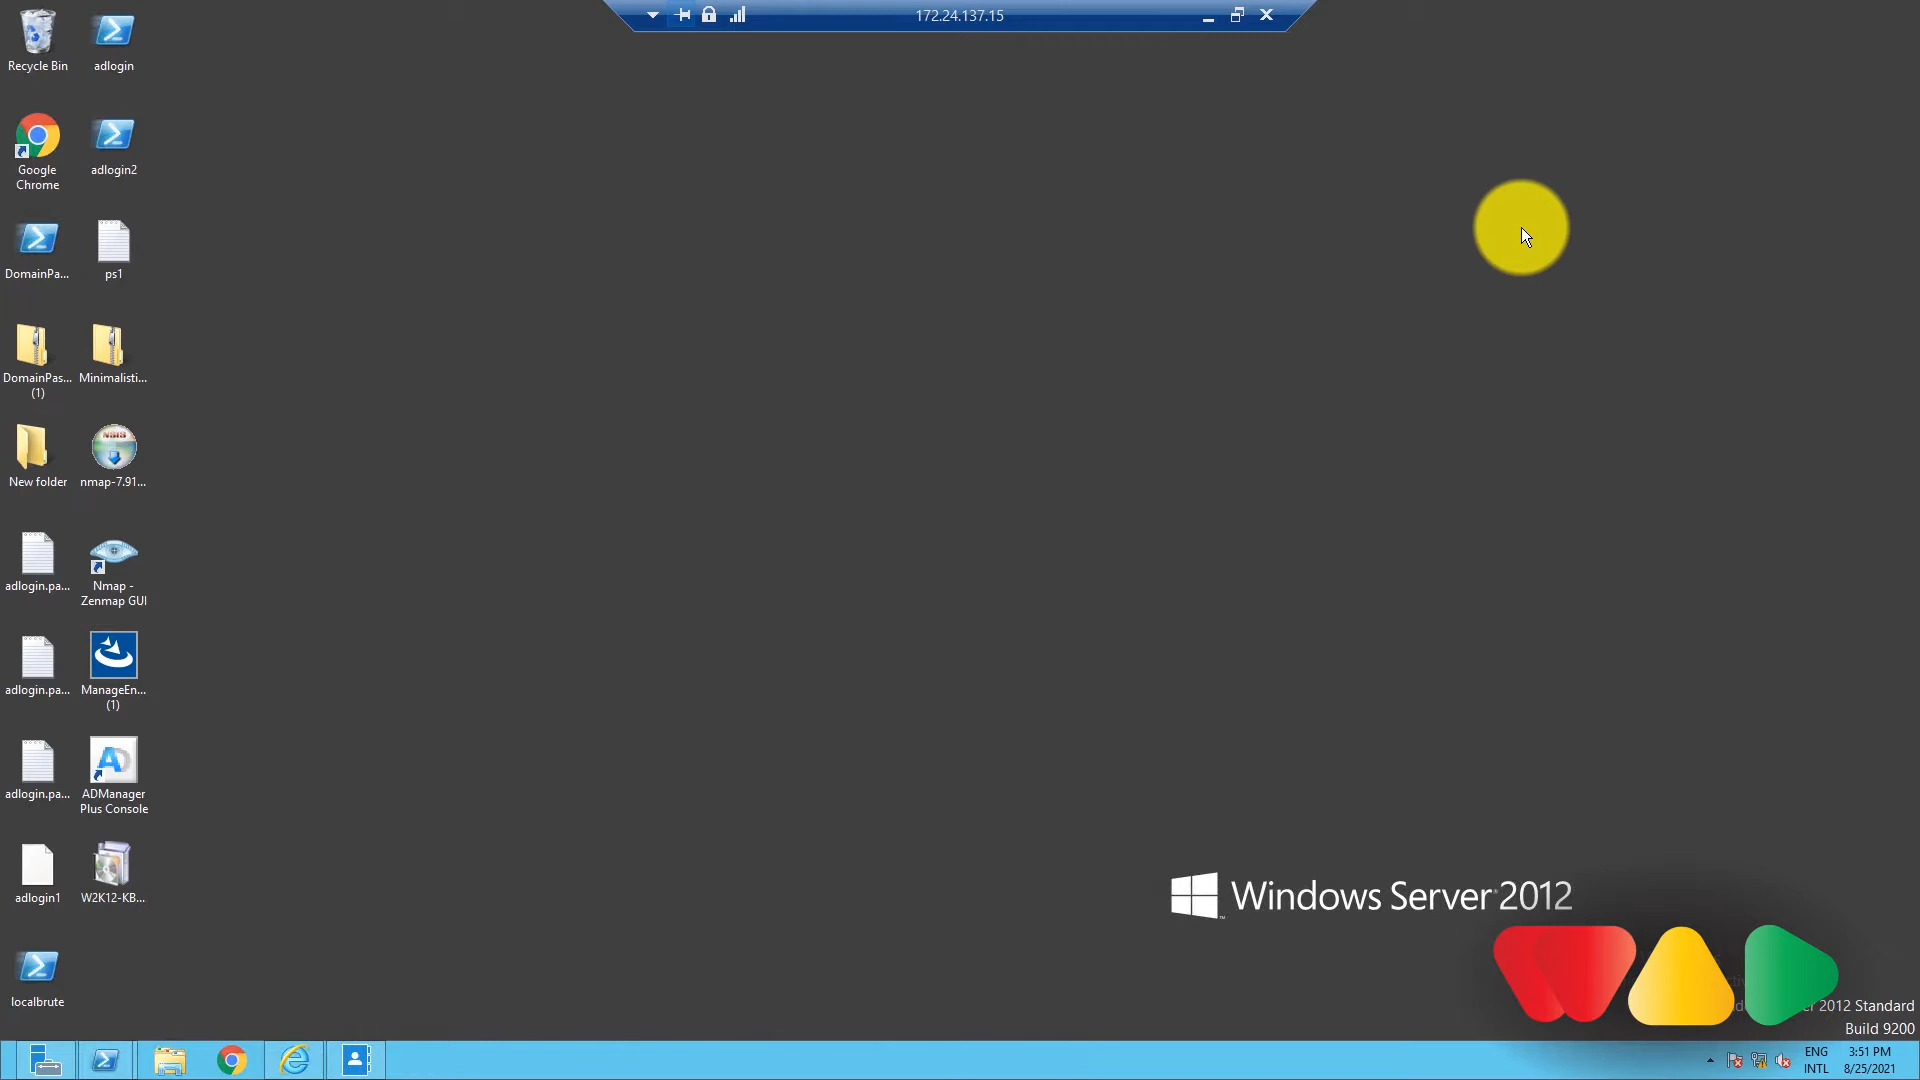 172.24.137.15
Recycle Bin
adlogin
Google
Chrome
adlogin2
DomainPa...
ps1
DomainPas...
(1)
Minimalisti...
New folder
NSIS
nmap-7.91...
adlogin.pa...
Nmap -
Zenmap GUI
adlogin.pa...
ManageEn...
(1)
adlogin.pa...
AD
ADManager
Plus Console
adlogin1
W2K12-KB...
localbrute
Windows Server 2012
2012 Standard
Build 9200
ENG
INTL
3:51 PM
8/25/2021